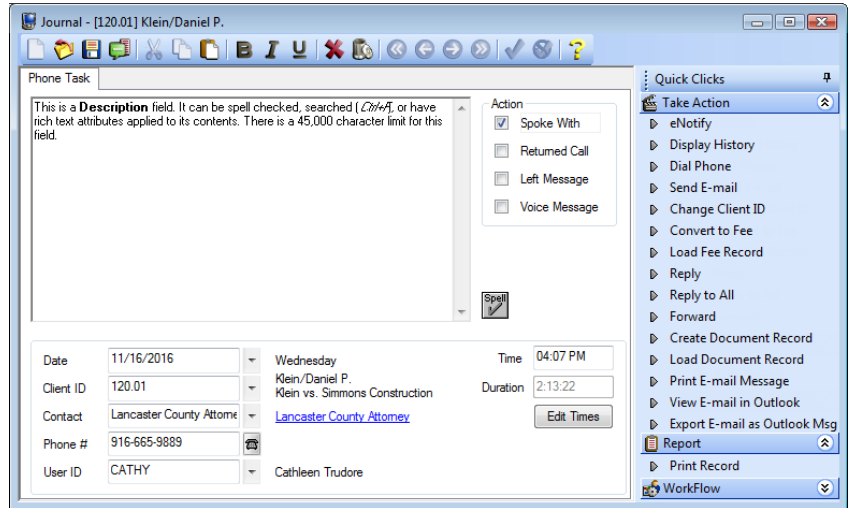 Journal - [120.01] Klein/Daniel P.
B I U
Phone Task
This is a Description field. It can be spell checked, searched ( Ctrl+A, or have
rich text attributes applied to its contents. There is a 45,000 character limit for this
field.
Action
Spoke With
Returned Call
Left Message
Voice Message
Spell
Date 11/16/2016 Wednesday Time 04:07 PM
Client ID 120.01 Klein/Daniel P.
Klein vs. Simmons Construction Duration 2:13:22
Contact Lancaster County Attorne Lancaster County Attorney Edit Times
Phone # 916-665-9889
User ID CATHY Cathleen Trudore
Quick Clicks
Take Action
eNotify
Display History
Dial Phone
Send E-mail
Change Client ID
Convert to Fee
Load Fee Record
Reply
Reply to All
Forward
Create Document Record
Load Document Record
Print E-mail Message
View E-mail in Outlook
Export E-mail as Outlook Msg
Report
Print Record
WorkFlow